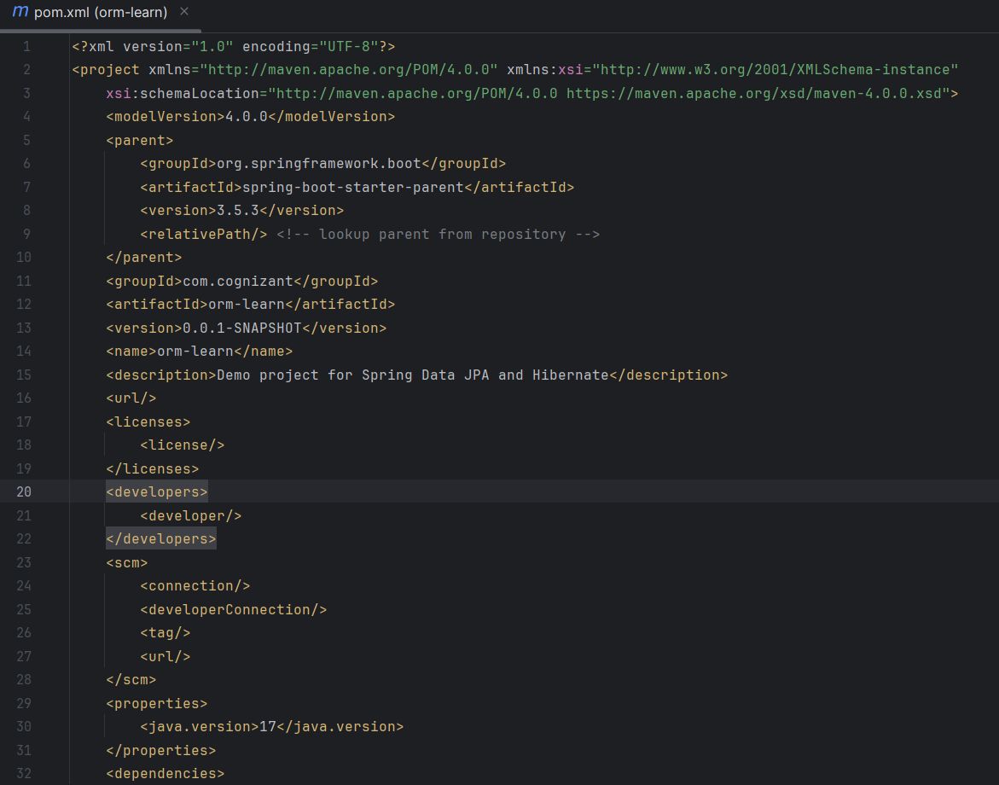 m pom.xml (orm-learn) ×
1 <?xml version="1.0" encoding="UTF-8"?>
2 <project xmlns="http://maven.apache.org/POM/4.0.0" xmlns:xsi="http://www.w3.org/2001/XMLSchema-instance"
3 xsi:schemaLocation="http://maven.apache.org/POM/4.0.0 https://maven.apache.org/xsd/maven-4.0.0.xsd">
4 <modelVersion>4.0.0</modelVersion>
5 <parent>
6 <groupId>org.springframework.boot</groupId>
7 <artifactId>spring-boot-starter-parent</artifactId>
8 <version>3.5.3</version>
9 <relativePath/> <!-- lookup parent from repository -->
10 </parent>
11 <groupId>com.cognizant</groupId>
12 <artifactId>orm-learn</artifactId>
13 <version>0.0.1-SNAPSHOT</version>
14 <name>orm-learn</name>
15 <description>Demo project for Spring Data JPA and Hibernate</description>
16 <url/>
17 <licenses>
18 <license/>
19 </licenses>
20 <developers>
21 <developer/>
22 </developers>
23 <scm>
24 <connection/>
25 <developerConnection/>
26 <tag/>
27 <url/>
28 </scm>
29 <properties>
30 <java.version>17</java.version>
31 </properties>
32 <dependencies>